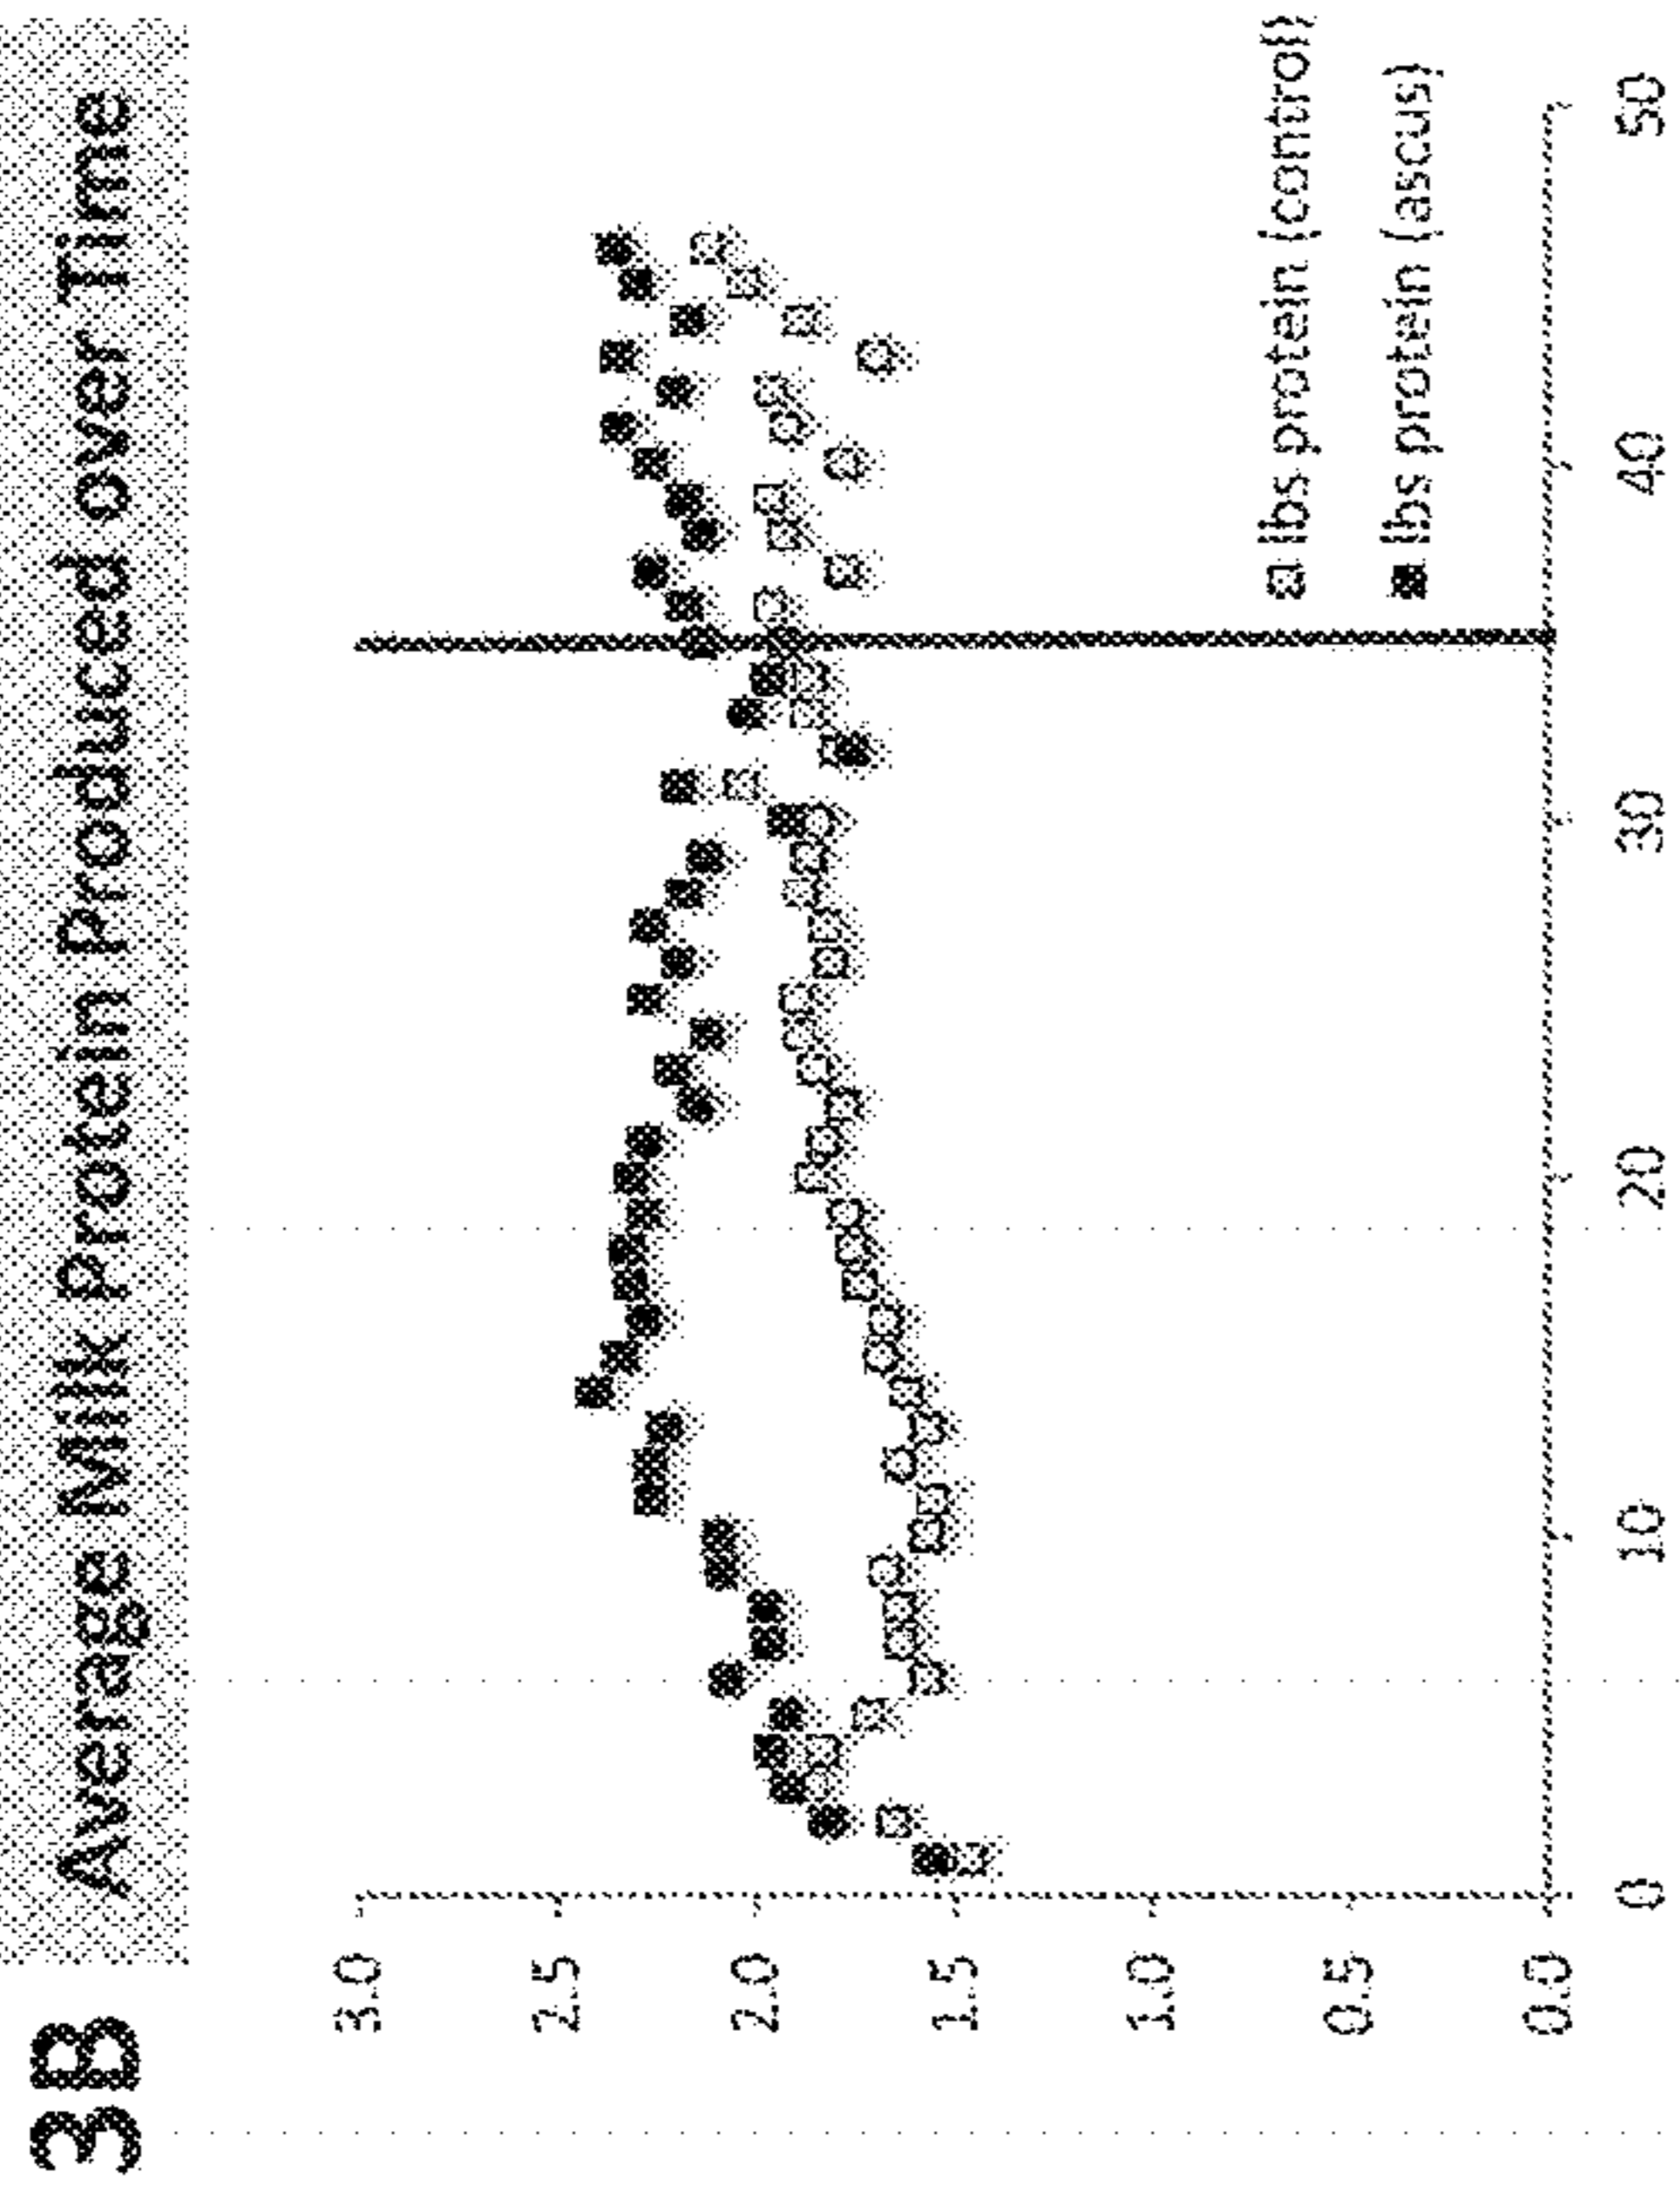 3B
Average Milk Protein Produced over Time
3.0
2.5
2.0
1.5
1.0
0.5
0.0
0 10 20 30 40 50
lbs protein (control)
lbs protein (ascus)